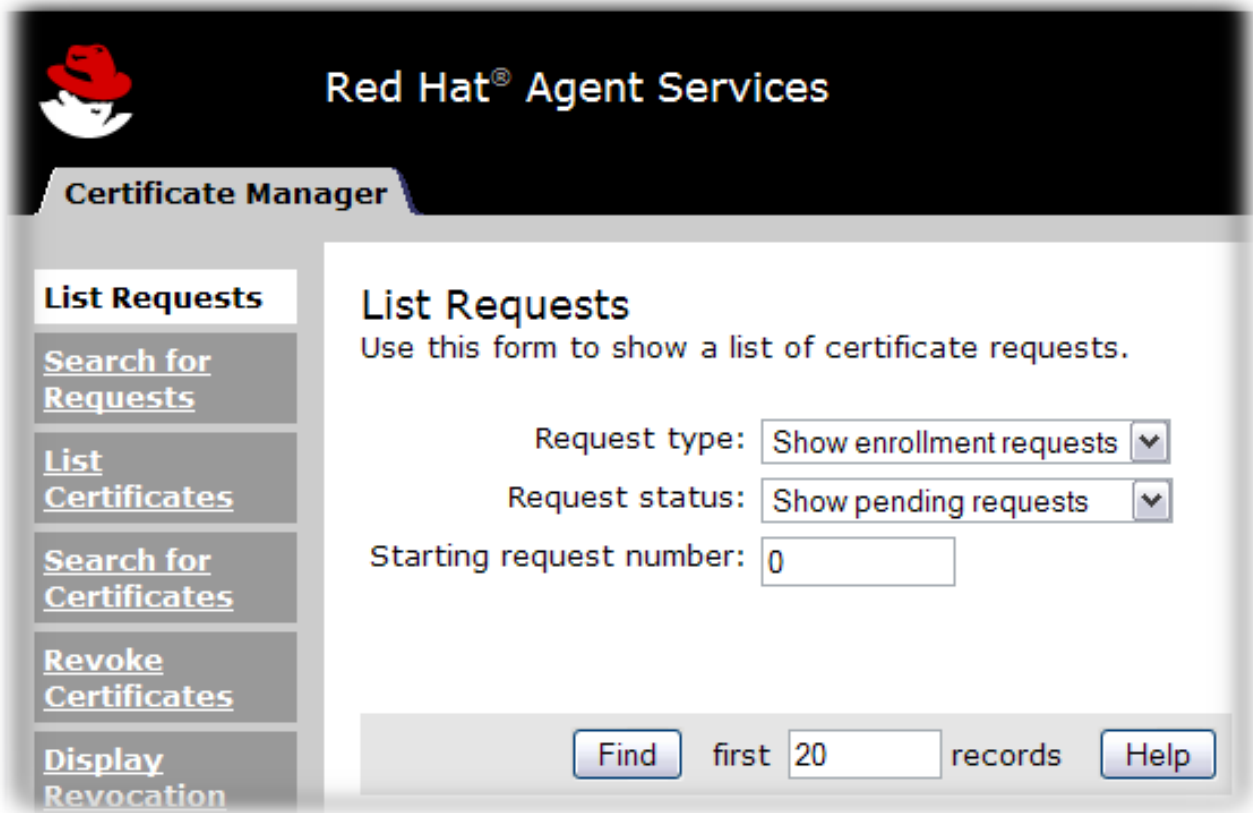 Red Hat® Agent Services
Certificate Manager
List Requests
Search for
Requests
List
Certificates
Search for
Certificates
Revoke
Certificates
Display
Revocation
List Requests
Use this form to show a list of certificate requests.
Request type: Show enrollment requests
Request status: Show pending requests
Starting request number: 0
Find first 20 records Help